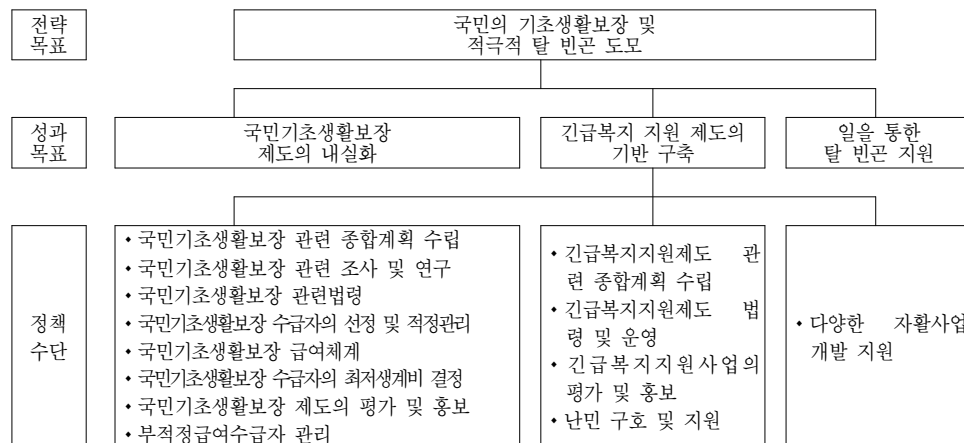 전략
목표
국민의 기초생활보장 및
적극적 탈 빈곤 도모
성과
목표
국민기초생활보장
제도의 내실화
긴급복지 지원 제도의
기반 구축
일을 통한
탈 빈곤 지원
정책
수단
• 국민기초생활보장 관련 종합계획 수립
• 국민기초생활보장 관련 조사 및 연구
• 국민기초생활보장 관련법령
• 국민기초생활보장 수급자의 선정 및 적정관리
• 국민기초생활보장 급여체계
• 국민기초생활보장 수급자의 최저생계비 결정
• 국민기초생활보장 제도의 평가 및 홍보
• 부적정급여수급자 관리
• 긴급복지지원제도 관
련 종합계획 수립
• 긴급복지지원제도 법
령 및 운영
• 긴급복지지원사업의
평가 및 홍보
• 난민 구호 및 지원
• 다양한 자활사업
개발 지원